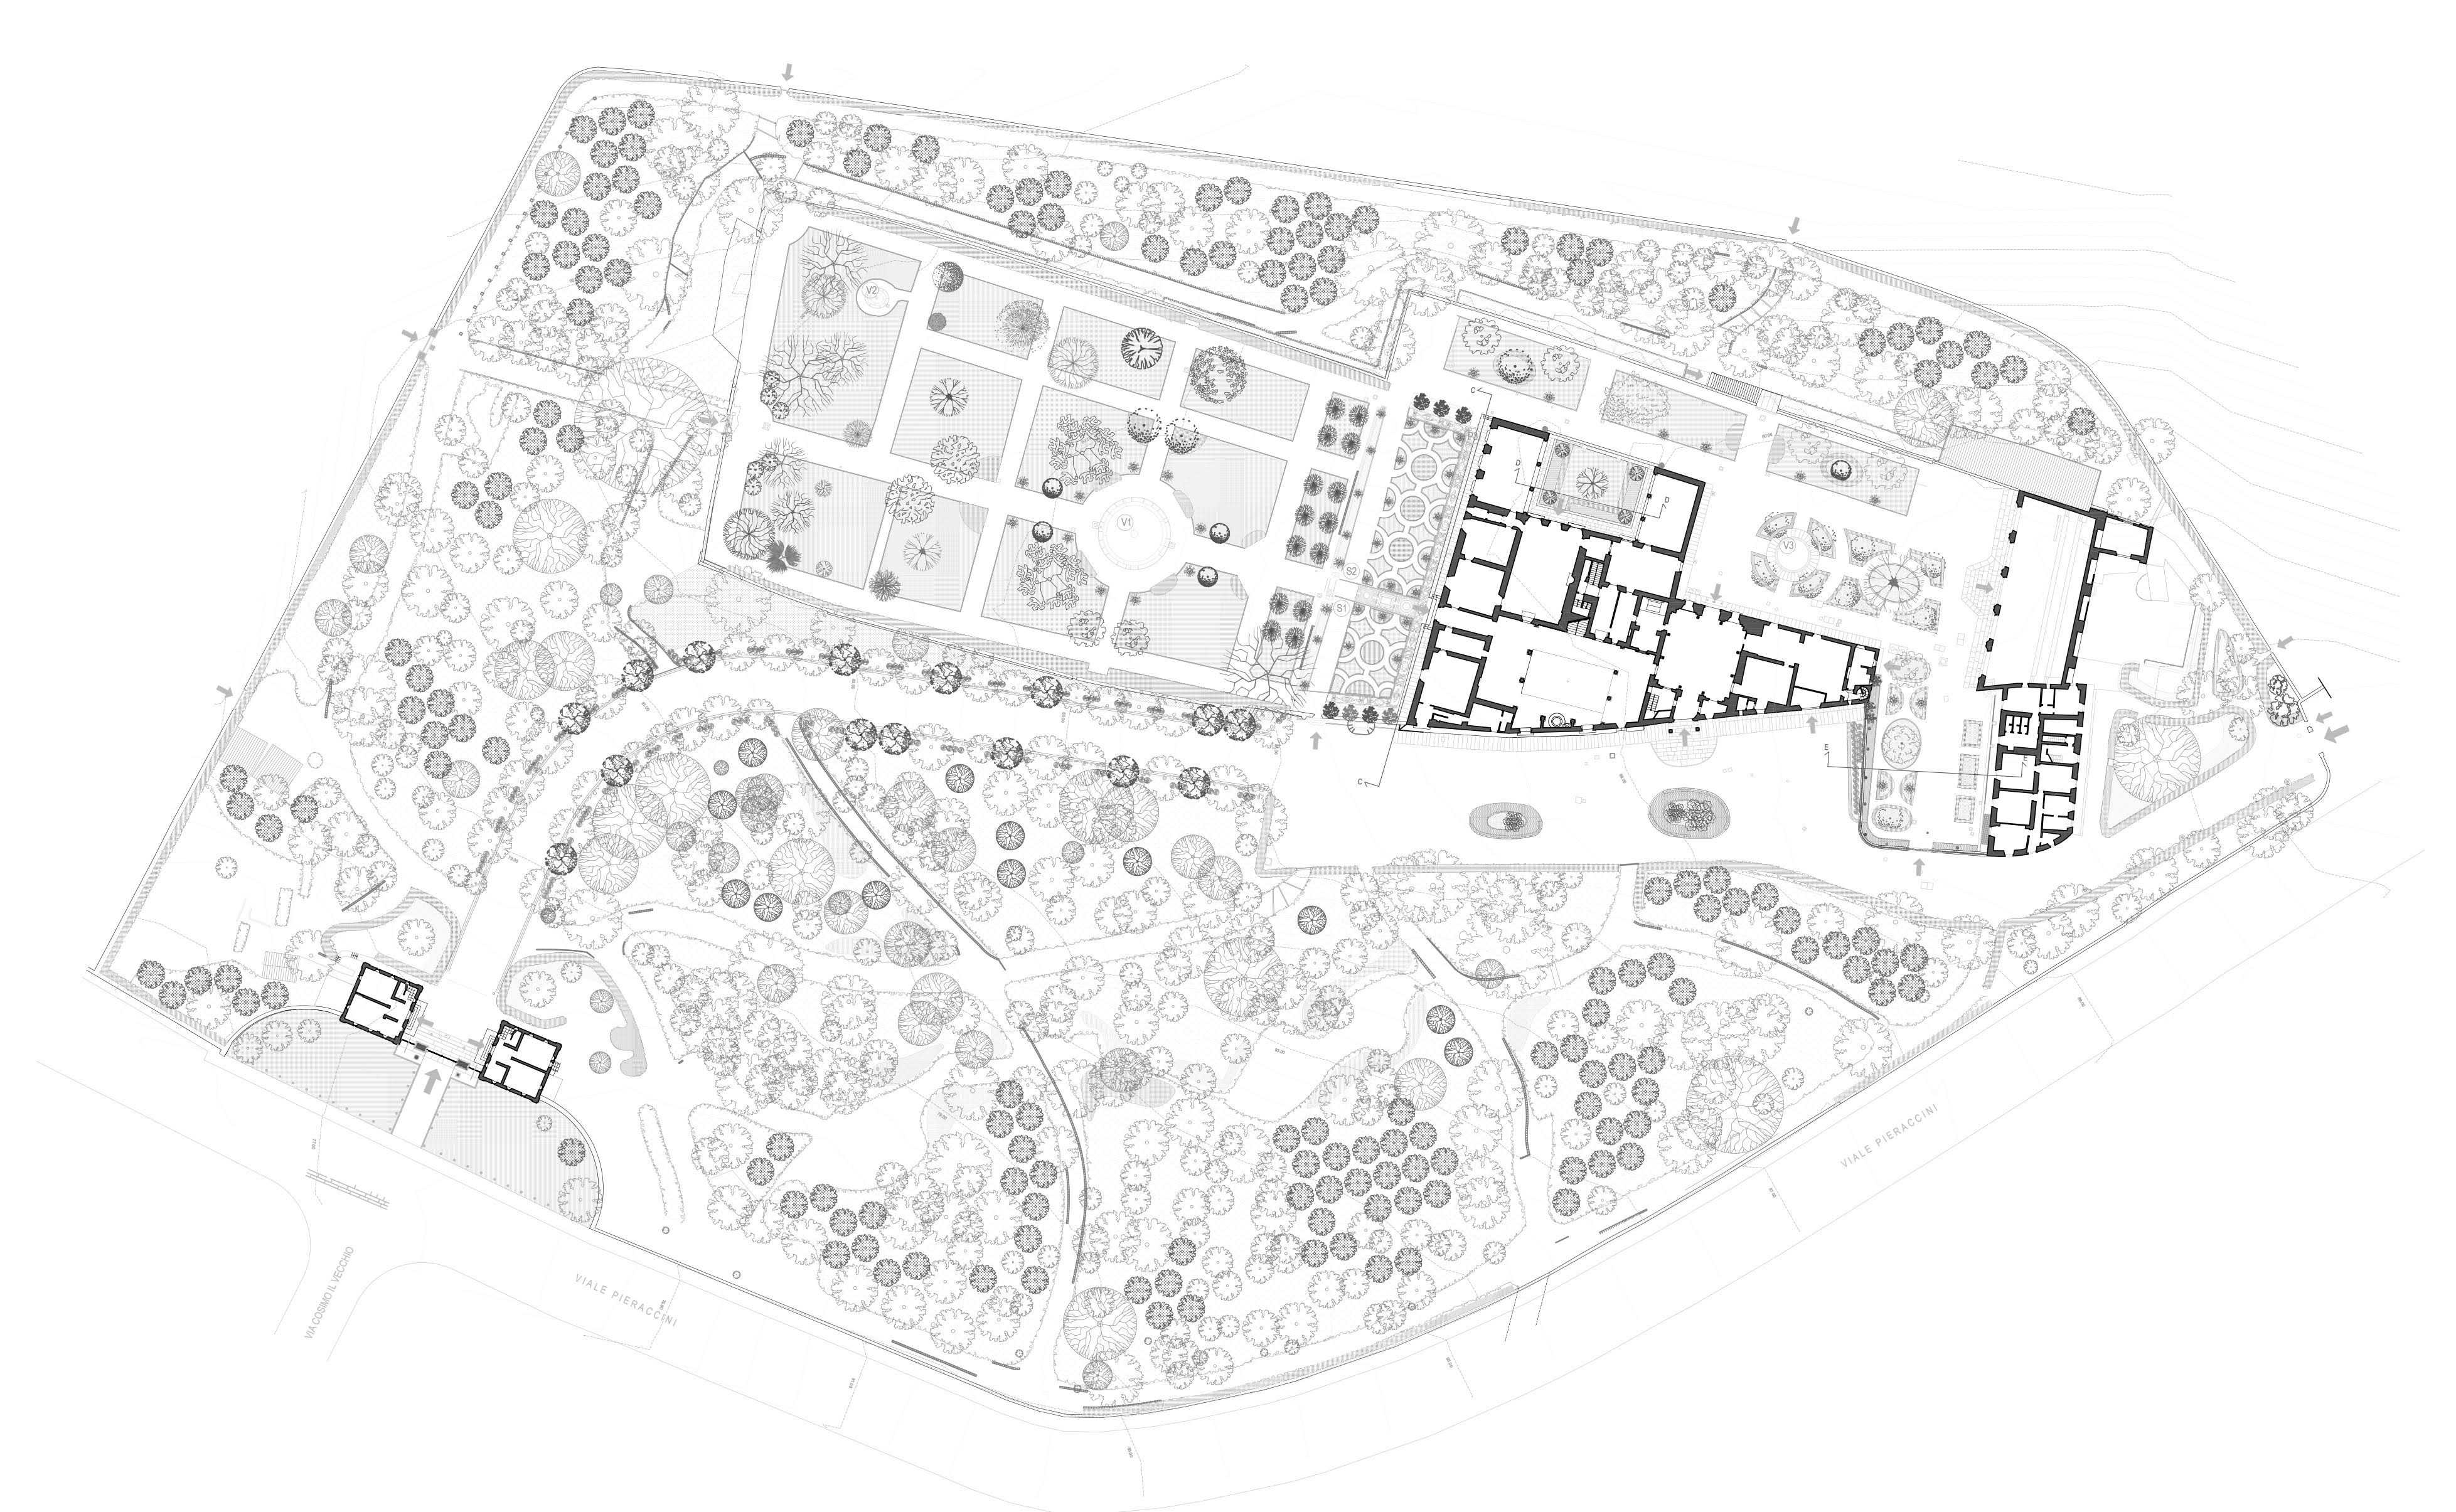 V2
C
D
D
V1
V3
S2
S1
E
E
C
VIALE PIERACCINI
VIA COSIMO IL VECCHIO
VIALE PIERACCINI